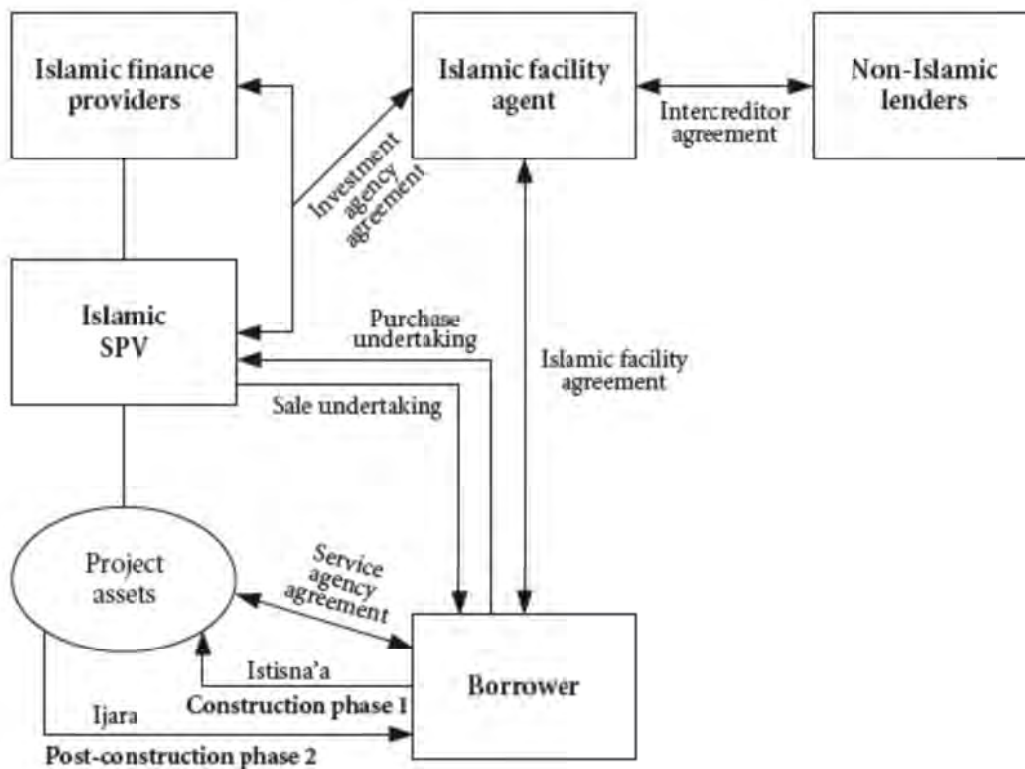 Islamic finance
providers
Islamic facility
agent
Non-Islamic
lenders
Intercreditor
agreement
Investment
agency
agreement
Islamic
SPV
Purchase
undertaking
Sale undertaking
Islamic facility
agreement
Project
assets
Service
agency
agreement
Istisna’a
Construction phase 1
Borrower
Ijara
Post-construction phase 2